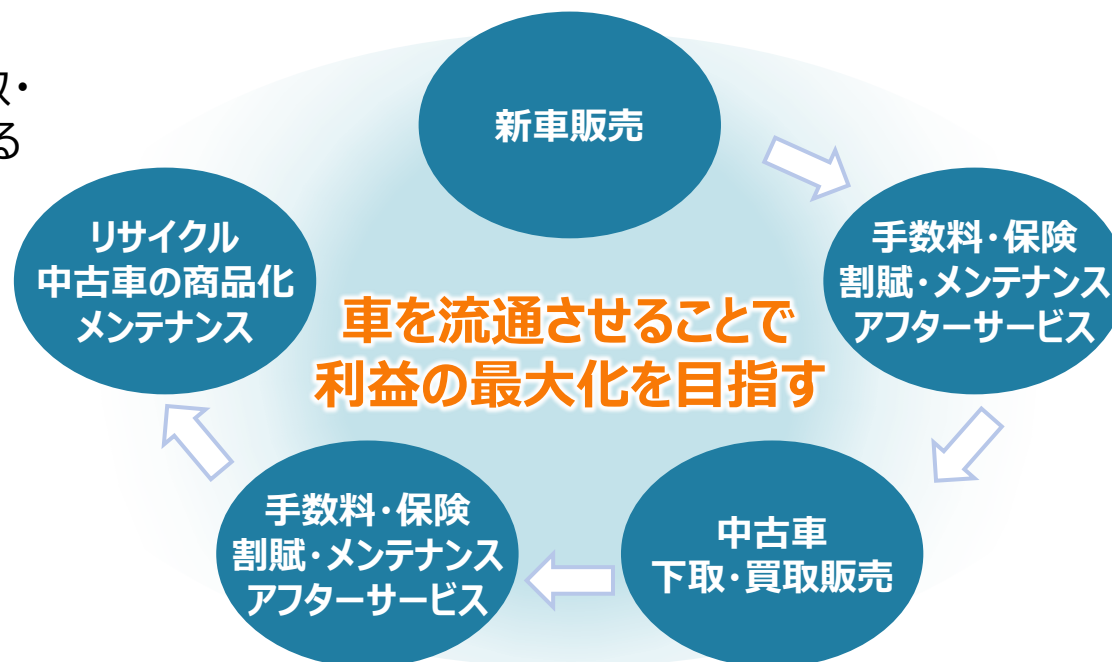 取・
る
新車販売
手数料・保険
割賦・メンテナンス
アフターサービス
中古車
下取・買取販売
手数料・保険
割賦・メンテナンス
アフターサービス
リサイクル
中古車の商品化
メンテナンス
車を流通させることで
利益の最大化を目指す